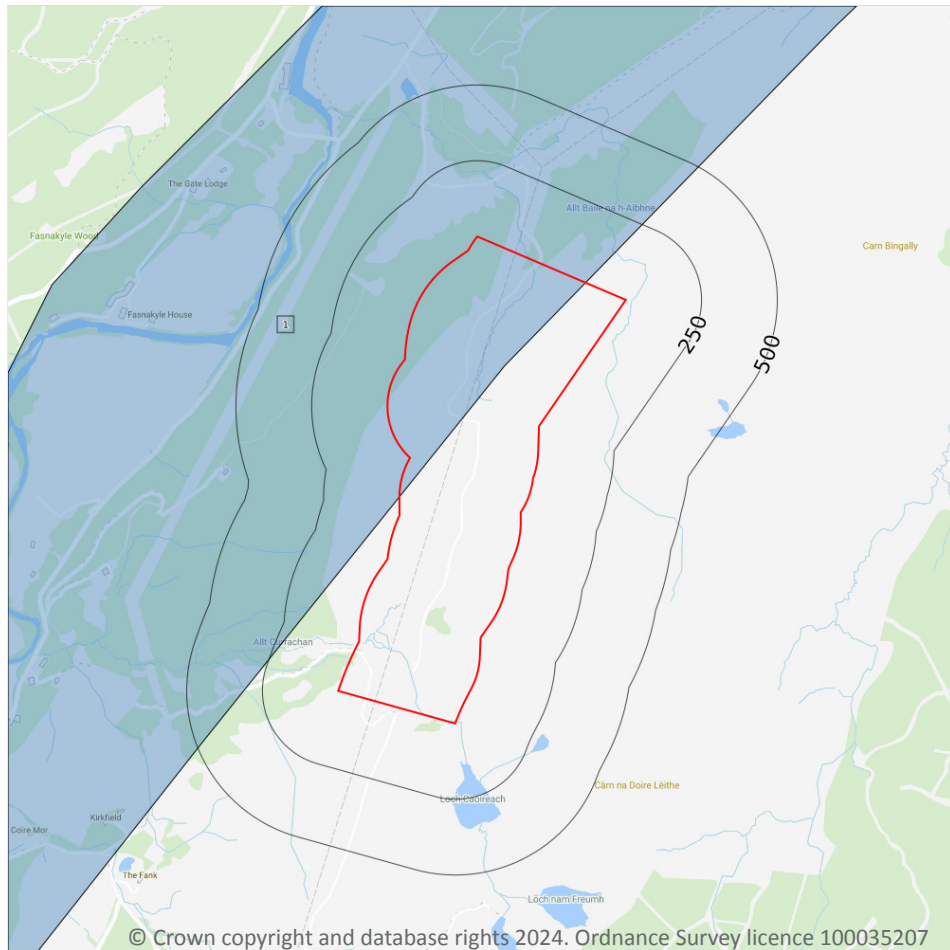 The Gate Lodge
Allt Baile na h-Aibhne
Fasnakyle Wood
Carn Bingally
Fasnakyle House
1
250
500
Allt Currachan
Càrn na Doire Lèithe
Loch Caoireach
Kirkfield
Coire Mor
The Fank
Loch nam Freumh
© Crown copyright and database rights 2024. Ordnance Survey licence 100035207